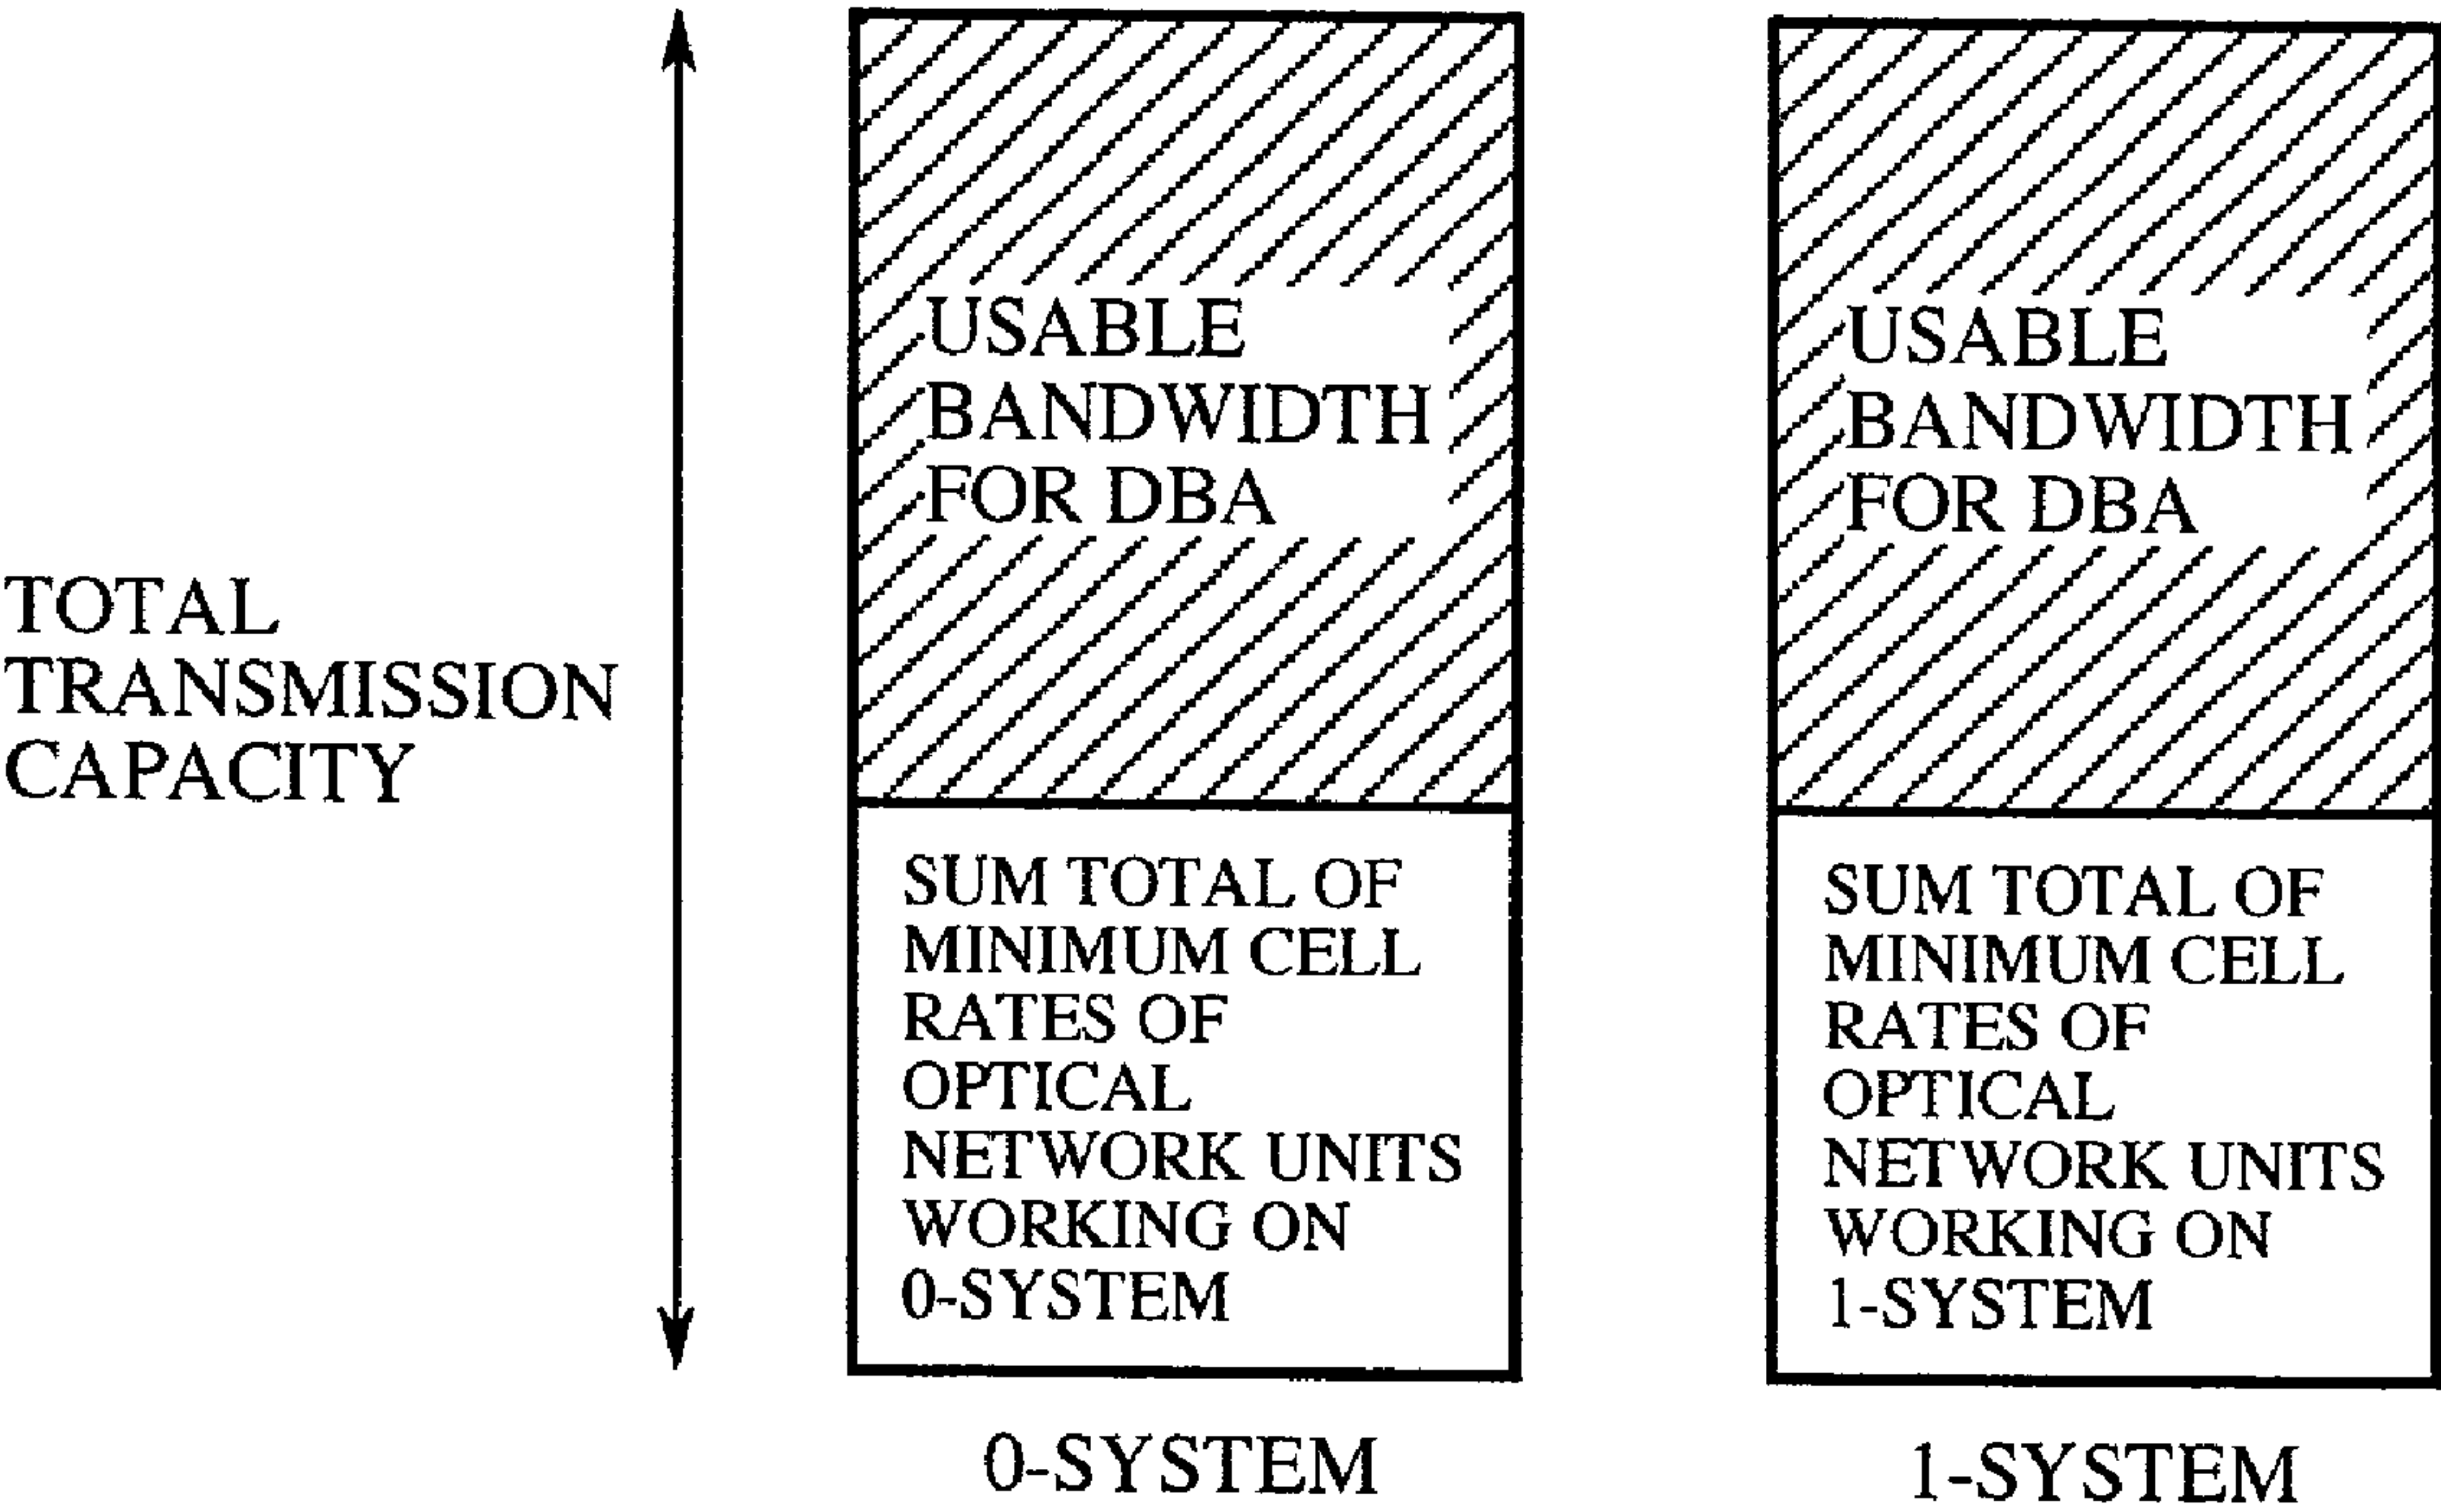 TOTAL
TRANSMISSION
CAPACITY
USABLE
BANDWIDTH
FOR DBA
SUM TOTAL OF
MINIMUM CELL
RATES OF
OPTICAL
NETWORK UNITS
WORKING ON
0-SYSTEM
0-SYSTEM
USABLE
BANDWIDTH
FOR DBA
SUM TOTAL OF
MINIMUM CELL
RATES OF
OPTICAL
NETWORK UNITS
WORKING ON
1-SYSTEM
1-SYSTEM